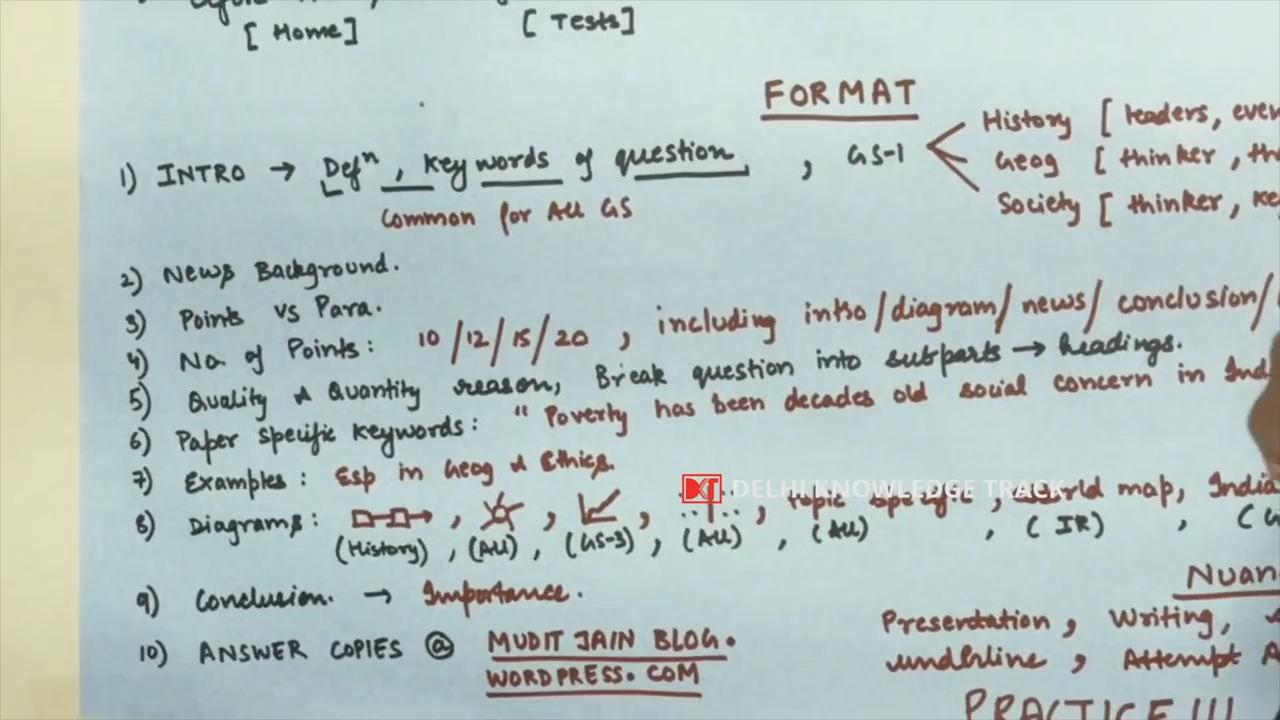 [ Home] [ Tests]
FORMAT
1) INTRO → Defⁿ, key words of question, , GS-1
History [ leaders,
Geog [ thinker,
Society [ thinker,
Common for All GS
2) News Background.
3) Points vs Para.
4) No. of Points: 10/12/15/20, including intro/diagram/news/conclusion/
5) Quality & Quantity reason, Break question into subparts → headings.
6) Paper specific keywords: " Poverty has been decades old social concern in
7) Examples: Esp in Geog & Ethics.
DKT DELHI KNOWLEDGE TRACK
8) Diagrams: , , , , topic specific, world map, India
(History), (All), (GS-3), (All), (All) , (IR) ,
9) Conclusion. → Importance.
Presentation, Writing,
10) ANSWER COPIES @ MUDIT JAIN BLOG.
underline, Attempt
WORDPRESS.COM
PRACTICE!!!